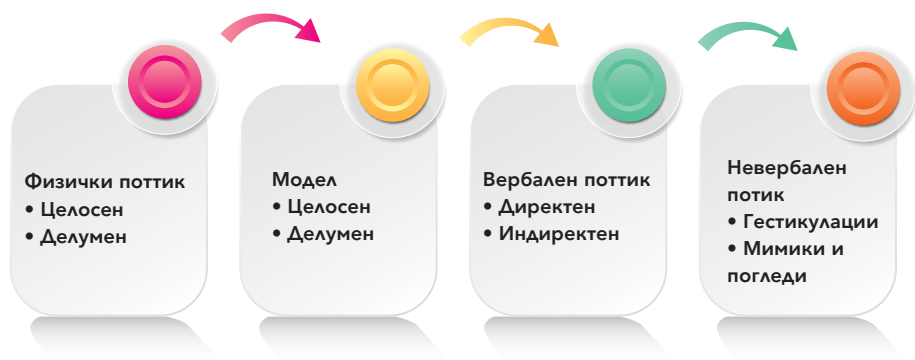 Физички поттик
• Целосен
• Делумен
Модел
• Целосен
• Делумен
Вербален поттик
• Директен
• Индиректен
Невербален
потик
• Гестикулации
• Мимики и
погледи